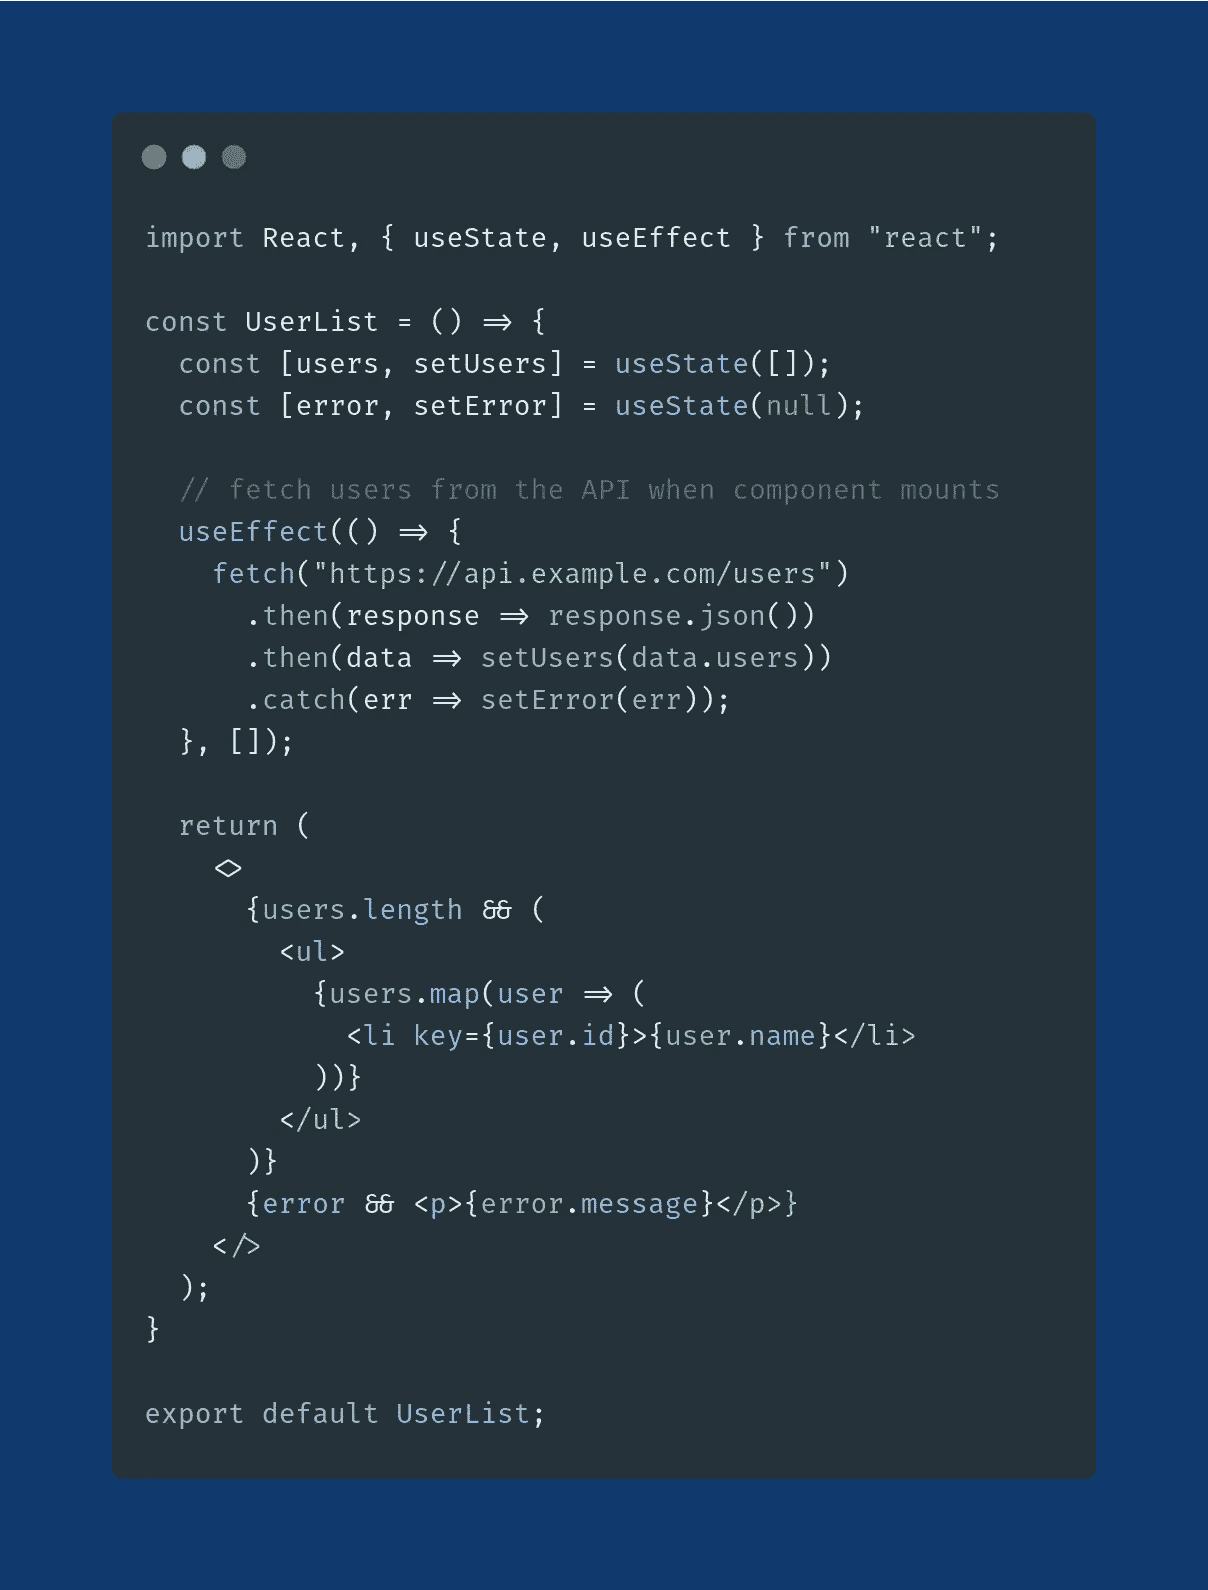 import React, { useState, useEffect } from "react";
const UserList = () => {
  const [users, setUsers] = useState([]);
  const [error, setError] = useState(null);
  // fetch users from the API when component mounts
  useEffect(() => {
    fetch("https://api.example.com/users")
      .then(response => response.json())
      .then(data => setUsers(data.users))
      .catch(err => setError(err));
  }, []);
  return (
    <>
      {users.length && (
        <ul>
          {users.map(user => (
            <li key={user.id}>{user.name}</li>
          ))}
        </ul>
      )}
      {error && <p>{error.message}</p>}
    </>
  );
}
export default UserList;